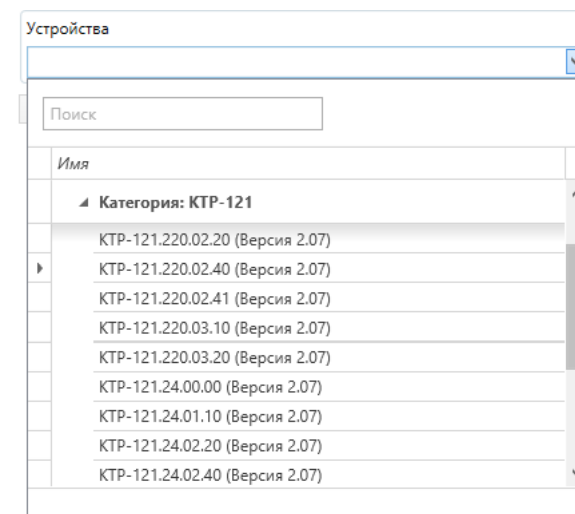 Устройства
Поиск
Имя
Категория: КТР-121
КТР-121.220.02.20 (Версия 2.07)
КТР-121.220.02.40 (Версия 2.07)
КТР-121.220.02.41 (Версия 2.07)
КТР-121.220.03.10 (Версия 2.07)
КТР-121.220.03.20 (Версия 2.07)
КТР-121.24.00.00 (Версия 2.07)
КТР-121.24.01.10 (Версия 2.07)
КТР-121.24.02.20 (Версия 2.07)
КТР-121.24.02.40 (Версия 2.07)